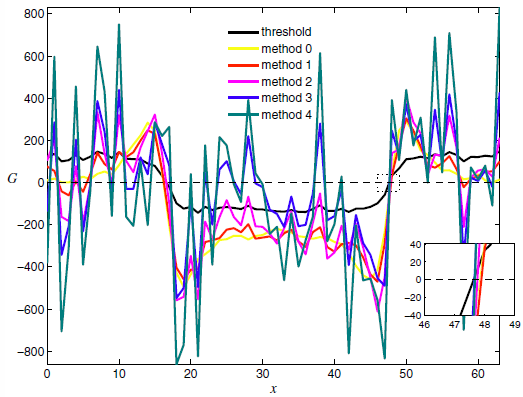 800
600
400
200
0
−200
−400
−600
−800
G
threshold
method 0
method 1
method 2
method 3
method 4
40
20
0
−20
−40
46 47 48 49
0 10 20 30 40 50 60
x